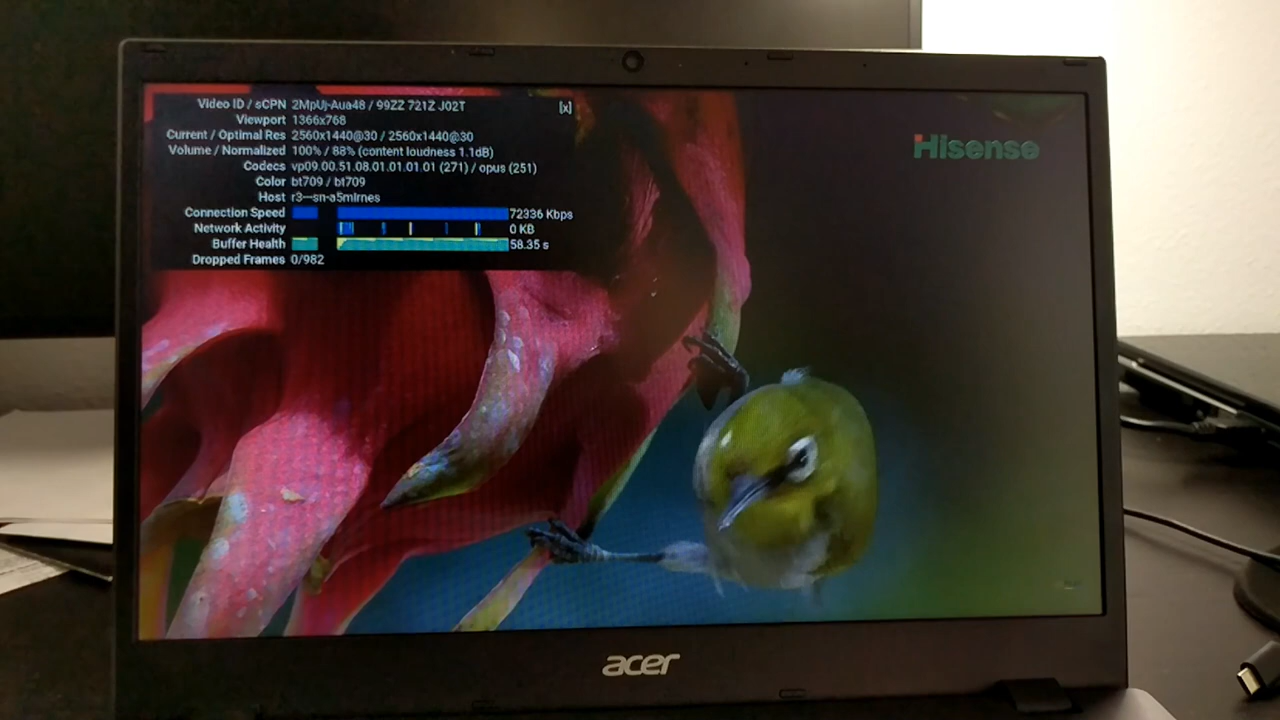 Video ID / sCPN 2MpUj-Aua48 / 99ZZ 721Z J02T [x]
Viewport 1366x768
Current / Optimal Res 2560x1440@30 / 2560x1440@30
Volume / Normalized 100% / 88% (content loudness 1.1dB)
Codecs vp09.00.51.08.01.01.01.01 (271) / opus (251)
Color bt709 / bt709
Host r3---sn-a5mlrnes
Connection Speed 72336 Kbps
Network Activity 0 KB
Buffer Health 58.35 s
Dropped Frames 0/982
Hisense
acer